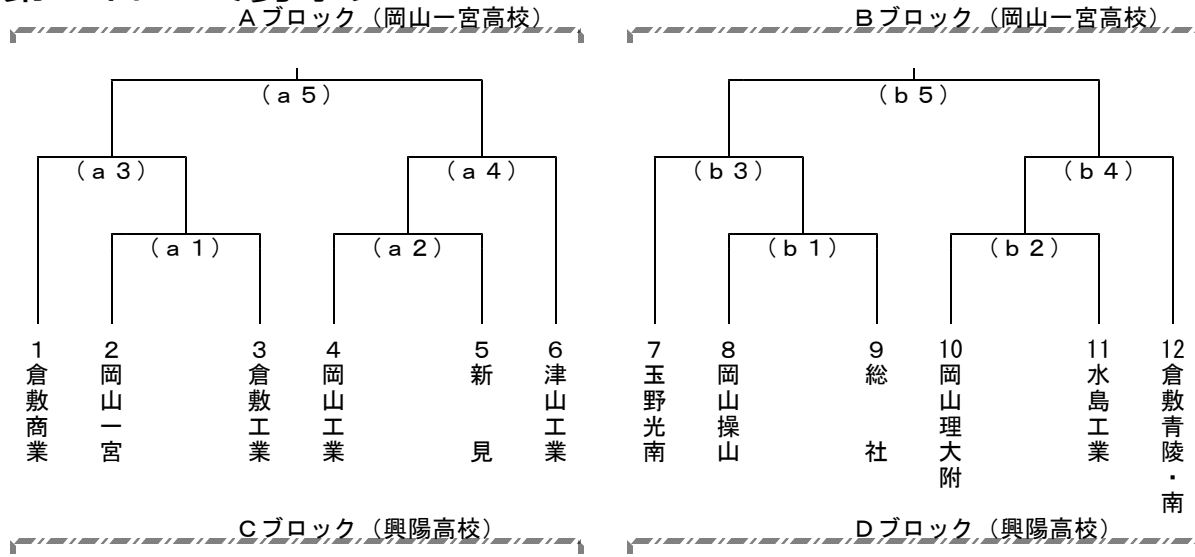 Aブロック（岡山一宮高校）
Bブロック（岡山一宮高校）
（a 5）
（b 5）
（a 3）
（a 4）
（b 3）
（b 4）
（a 1）
（a 2）
（b 1）
（b 2）
1
倉敷商業
2
岡山一宮
3
倉敷工業
4
岡山工業
5
新見
6
津山工業
7
玉野光南
8
岡山操山
9
総社
10
岡山理大附
11
水島工業
12
倉敷青陵・南
Cブロック（興陽高校）
Dブロック（興陽高校）